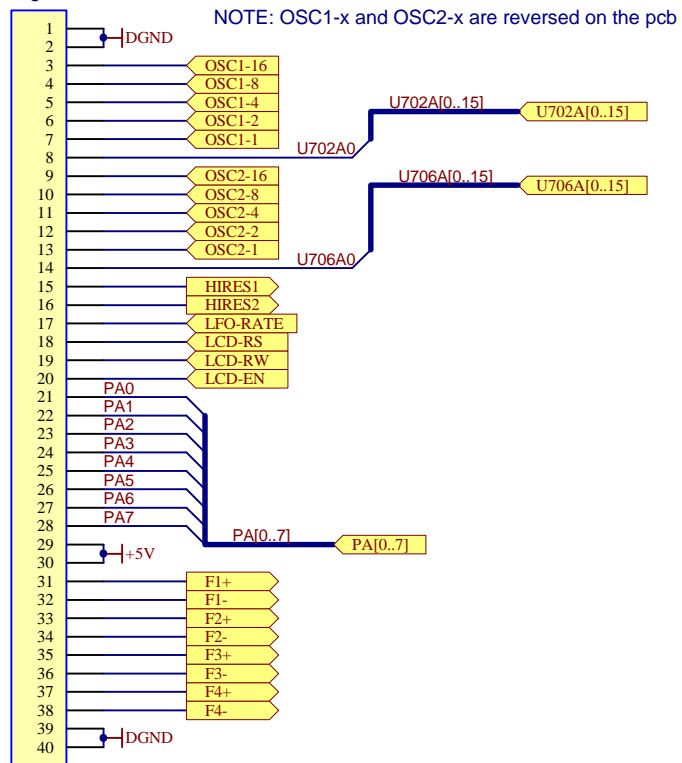 NOTE: OSC1-x and OSC2-x are reversed on the pcb
1
DGND
2
3 OSC1-16
4 OSC1-8
5 OSC1-4
U702A[0..15] U702A[0..15]
6 OSC1-2
7 OSC1-1
8 U702A0
9 OSC2-16
U706A[0..15] U706A[0..15]
10 OSC2-8
11 OSC2-4
12 OSC2-2
13 OSC2-1
14 U706A0
15 HIRES1
16 HIRES2
17 LFO-RATE
18 LCD-RS
19 LCD-RW
20 LCD-EN
21 PA0
22 PA1
23 PA2
24 PA3
25 PA4
26 PA5
27 PA6
28 PA7
PA[0..7] PA[0..7]
29
+5V
30
31 F1+
32 F1-
33 F2+
34 F2-
35 F3+
36 F3-
37 F4+
38 F4-
39
DGND
40